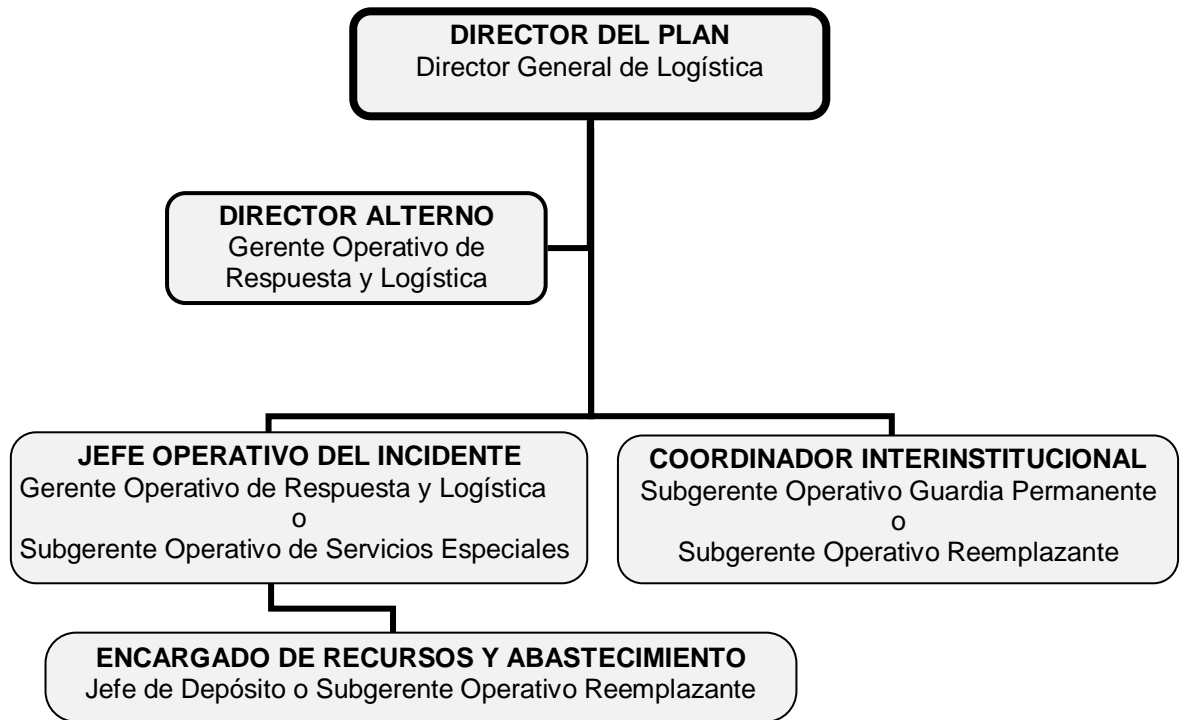 DIRECTOR DEL PLAN
Director General de Logística
DIRECTOR ALTERNO
Gerente Operativo de
Respuesta y Logística
JEFE OPERATIVO DEL INCIDENTE
Gerente Operativo de Respuesta y Logística
o
Subgerente Operativo de Servicios Especiales
COORDINADOR INTERINSTITUCIONAL
Subgerente Operativo Guardia Permanente
o
Subgerente Operativo Reemplazante
ENCARGADO DE RECURSOS Y ABASTECIMIENTO
Jefe de Depósito o Subgerente Operativo Reemplazante